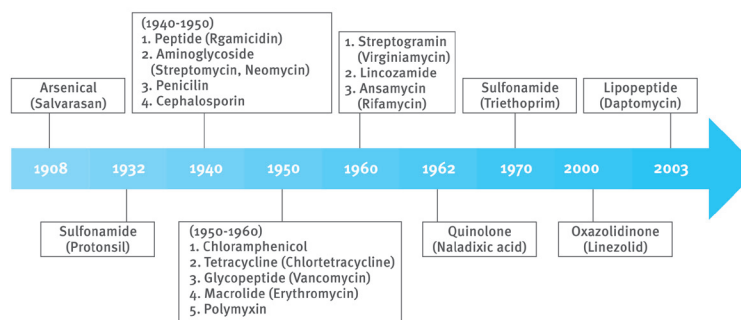 (1940-1950)
1. Peptide (Rgamicidin)
2. Aminoglycoside
(Streptomycin, Neomycin)
3. Penicilin
4. Cephalosporin
1. Streptogramin
(Virginiamycin)
2. Lincozamide
3. Ansamycin
(Rifamycin)
Arsenical
(Salvarasan)
Sulfonamide
(Triethoprim)
Lipopeptide
(Daptomycin)
1908 1932 1940 1950 1960 1962 1970 2000 2003
Sulfonamide
(Protonsil)
(1950-1960)
1. Chloramphenicol
2. Tetracycline (Chlortetracycline)
3. Glycopeptide (Vancomycin)
4. Macrolide (Erythromycin)
5. Polymyxin
Quinolone
(Naladixic acid)
Oxazolidinone
(Linezolid)